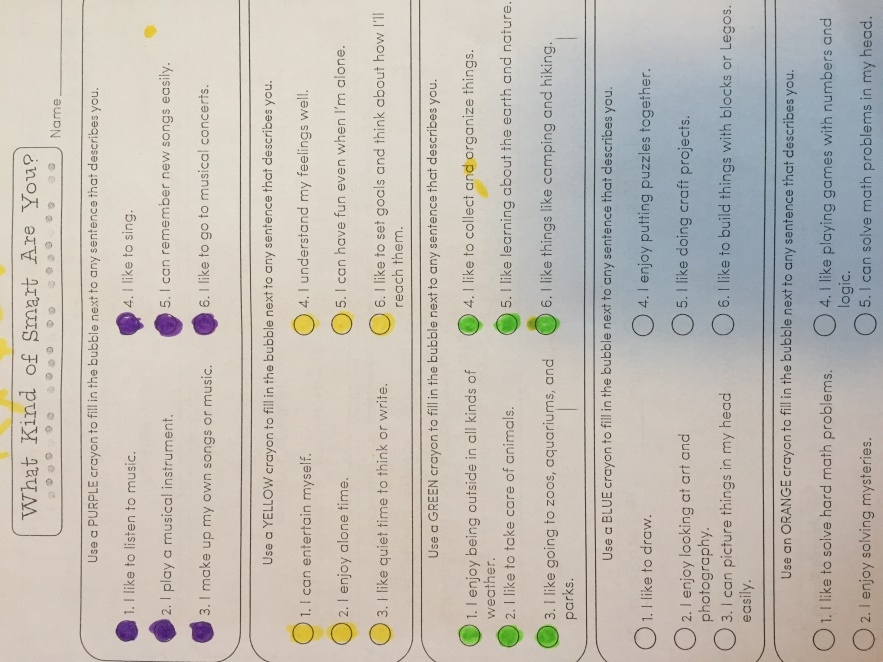 What Kind of Smart Are You?
Name
Use a PURPLE crayon to fill in the bubble next to any sentence that describes you.
1. I like to listen to music.
2. I play a musical instrument.
3. I make up my own songs or music.
4. I like to sing.
5. I can remember new songs easily.
6. I like to go to musical concerts.
Use a YELLOW crayon to fill in the bubble next to any sentence that describes you.
1. I can entertain myself.
2. I enjoy alone time.
3. I like quiet time to think or write.
4. I understand my feelings well.
5. I can have fun even when I'm alone.
6. I like to set goals and think about how I'll
reach them.
Use a GREEN crayon to fill in the bubble next to any sentence that describes you.
1. I enjoy being outside in all kinds of
weather.
2. I like to take care of animals.
3. I like going to zoos, aquariums, and
parks.
4. I like to collect and organize things.
5. I like learning about the earth and nature.
6. I like things like camping and hiking.
Use a BLUE crayon to fill in the bubble next to any sentence that describes you.
1. I like to draw.
2. I enjoy looking at art and
photography.
3. I can picture things in my head
easily.
4. I enjoy putting puzzles together.
5. I like doing craft projects.
6. I like to build things with blocks or Legos.
Use an ORANGE crayon to fill in the bubble next to any sentence that describes you.
1. I like to solve hard math problems.
2. I enjoy solving mysteries.
4. I like playing games with numbers and
logic.
5. I can solve math problems in my head.